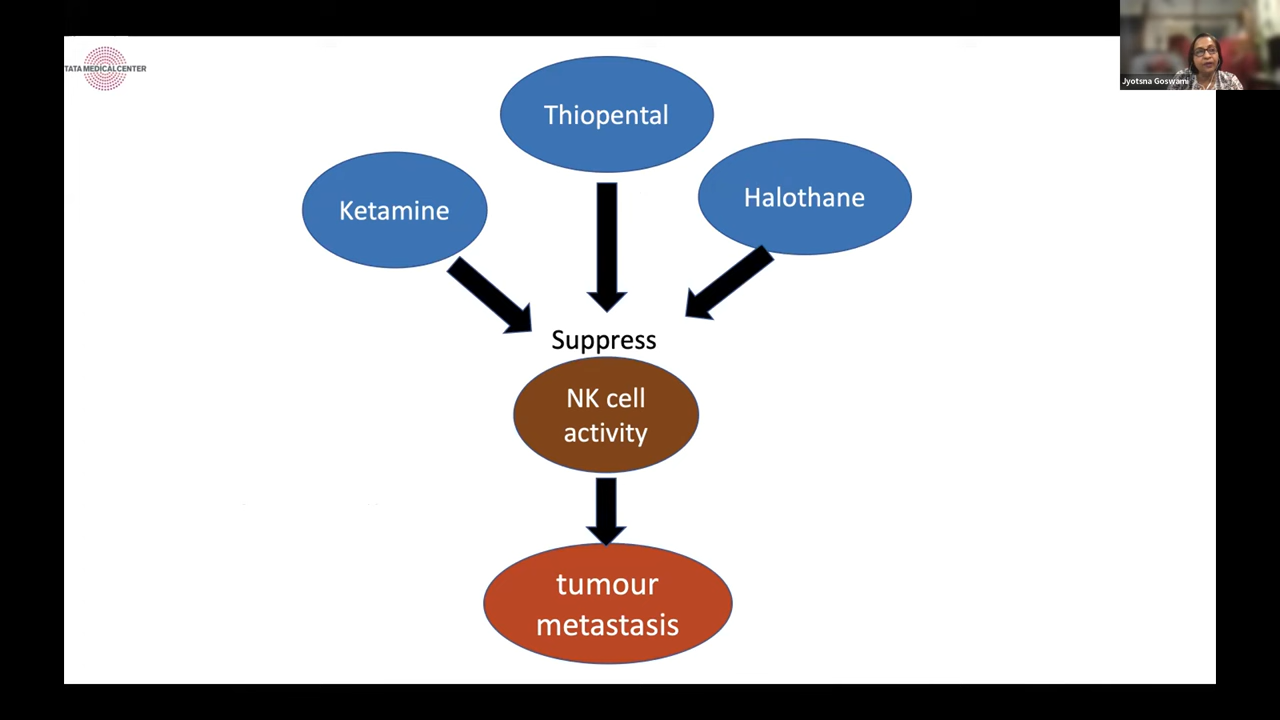 TATA MEDICAL CENTER
Jyotsna Goswami
Thiopental
Ketamine
Halothane
Suppress
NK cell
activity
tumour
metastasis